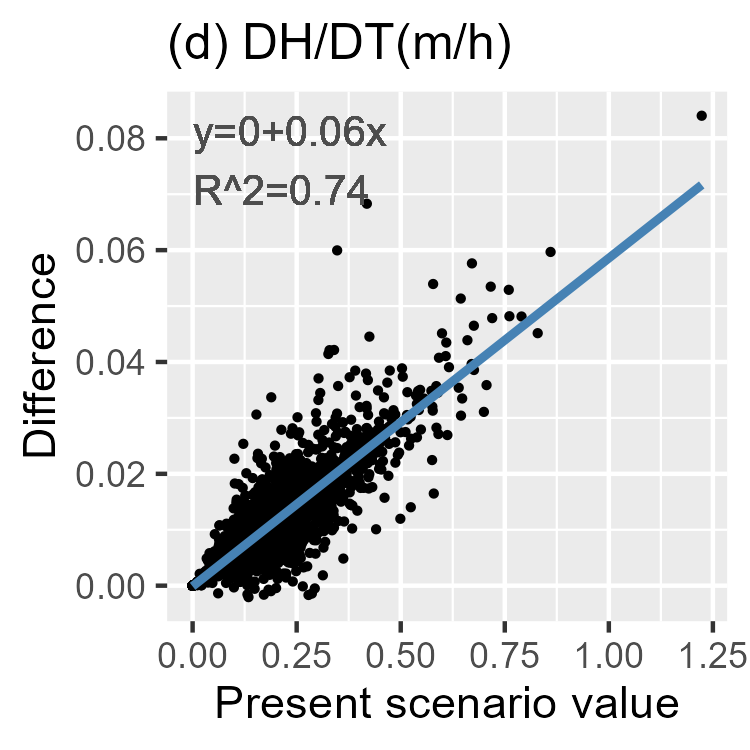 (d) DH/DT(m/h)
y=0+0.06x
R^2=0.74
0.08
0.06
0.04
0.02
0.00
Difference
0.00 0.25 0.50 0.75 1.00 1.25
Present scenario value